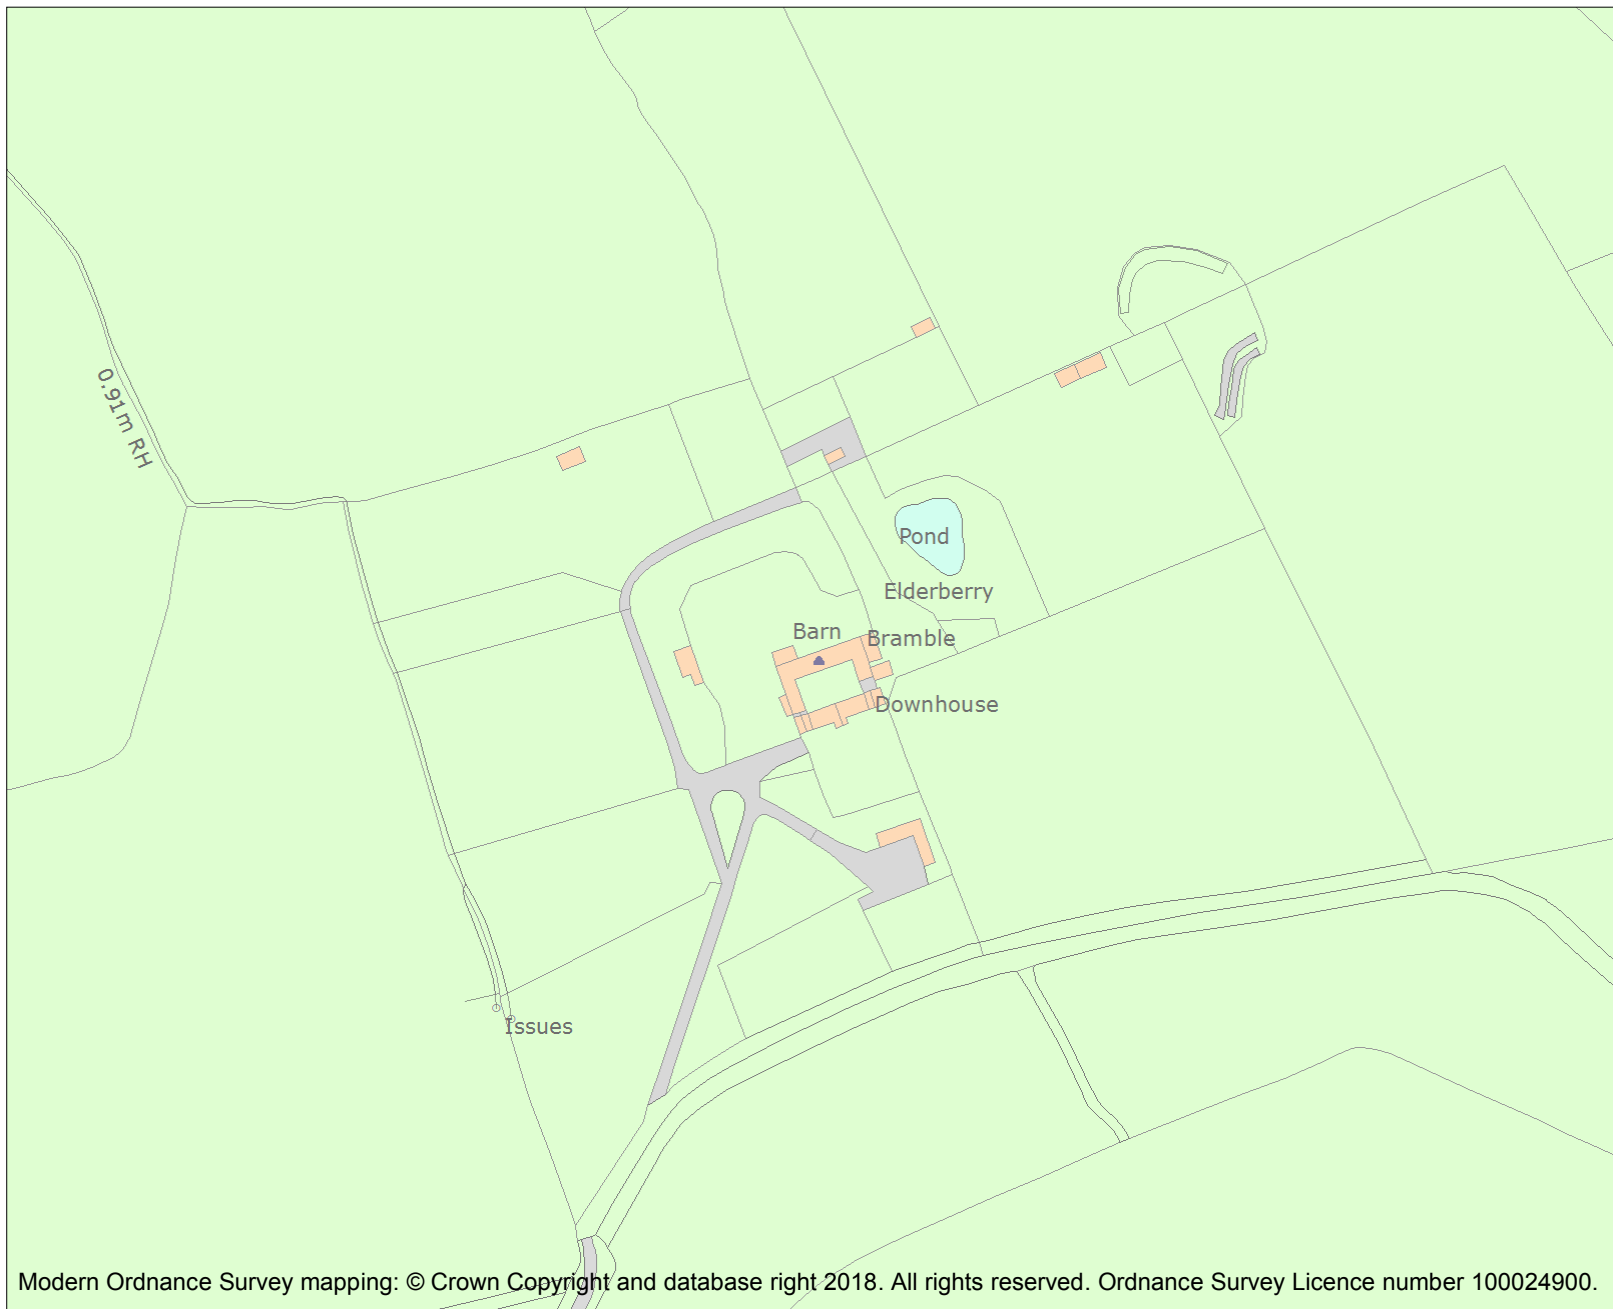 0.91m RH
Pond
Elderberry
Barn
Bramble
Downhouse
Issues
Modern Ordnance Survey mapping: © Crown Copyright and database right 2018. All rights reserved. Ordnance Survey Licence number 100024900.